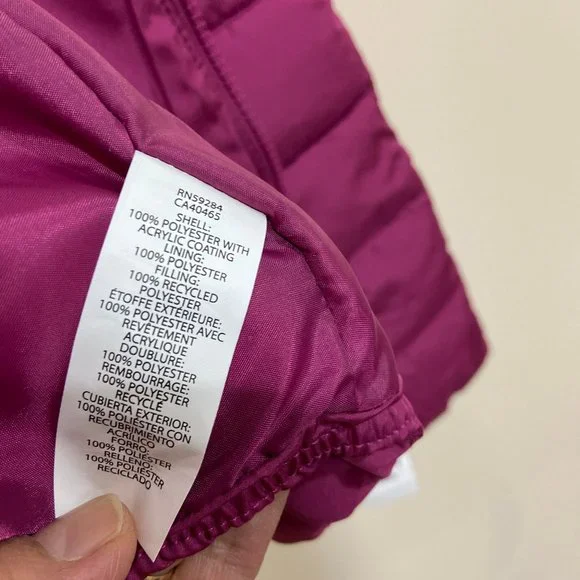 RN59284
CA40465
SHELL:
100% POLYESTER WITH
ACRYLIC COATING
LINING:
100% POLYESTER
FILLING:
100% RECYCLED
POLYESTER
ÉTOFFE EXTÉRIEURE:
100% POLYESTER AVEC
REVÊTEMENT
ACRYLIQUE
DOUBLURE:
100% POLYESTER
REMBOURRAGE:
100% POLYESTER
RECYCLÉ
CUBIERTA EXTERIOR:
100% POLIÉSTER CON
RECUBRIMIENTO
ACRÍLICO
FORRO:
100% POLIÉSTER
RELLENO:
100% POLIÉSTER
RECICLADO